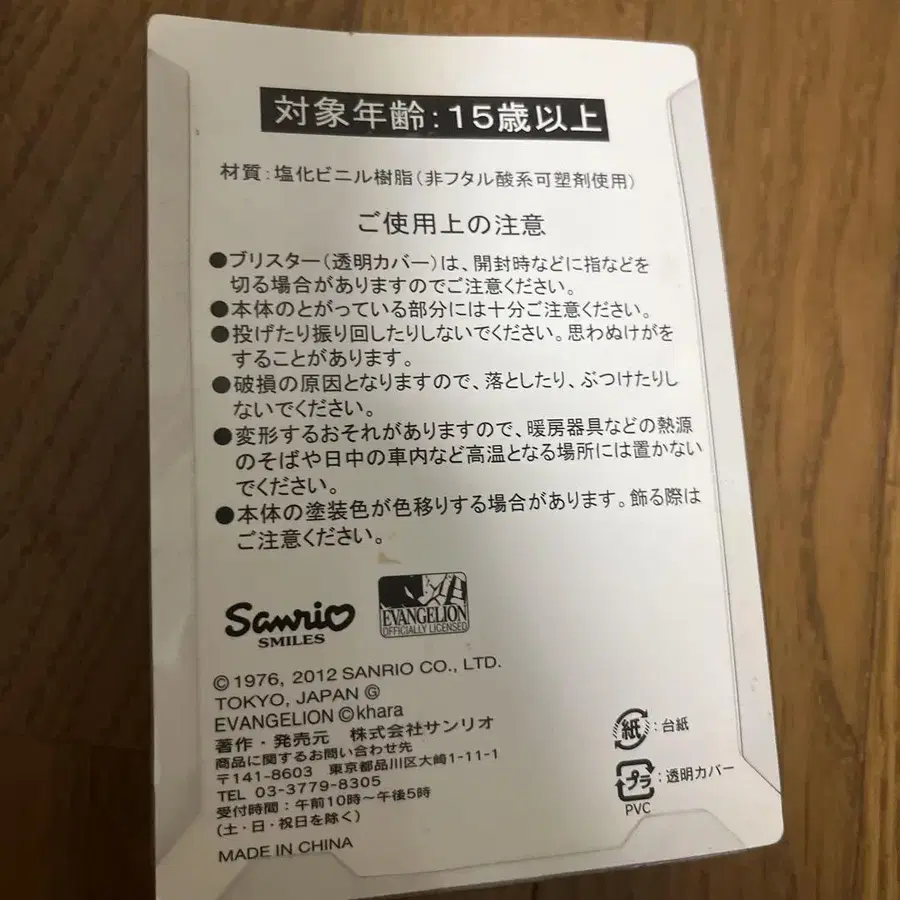 対象年齢:15歳以上
材質:塩化ビニル樹脂(非フタル酸系可塑剤使用)
ご使用上の注意
●ブリスター(透明カバー)は、開封時などに指などを
切る場合がありますのでご注意ください。
●本体のとがっている部分には十分ご注意ください。
●投げたり振り回したりしないでください。思わぬけがを
することがあります。
●破損の原因となりますので、落としたり、ぶつけたりし
ないでください。
●変形するおそれがありますので、暖房器具などの熱源
のそばや日中の車内など高温となる場所には置かない
でください。
●本体の塗装色が色移りする場合があります。飾る際は
ご注意ください。
Sanrio
SMILES
EVANGELION
OFFICIALLY LICENSED
©1976, 2012 SANRIO CO., LTD.
TOKYO, JAPAN Ⓖ
EVANGELION ©khara
著作・発売元 株式会社サンリオ
商品に関するお問い合わせ先
〒141-8603 東京都品川区大崎1-11-1
TEL 03-3779-8305
受付時間:午前10時～午後5時
(土・日・祝日を除く)
MADE IN CHINA
紙:台紙
プラ:透明カバー
PVC